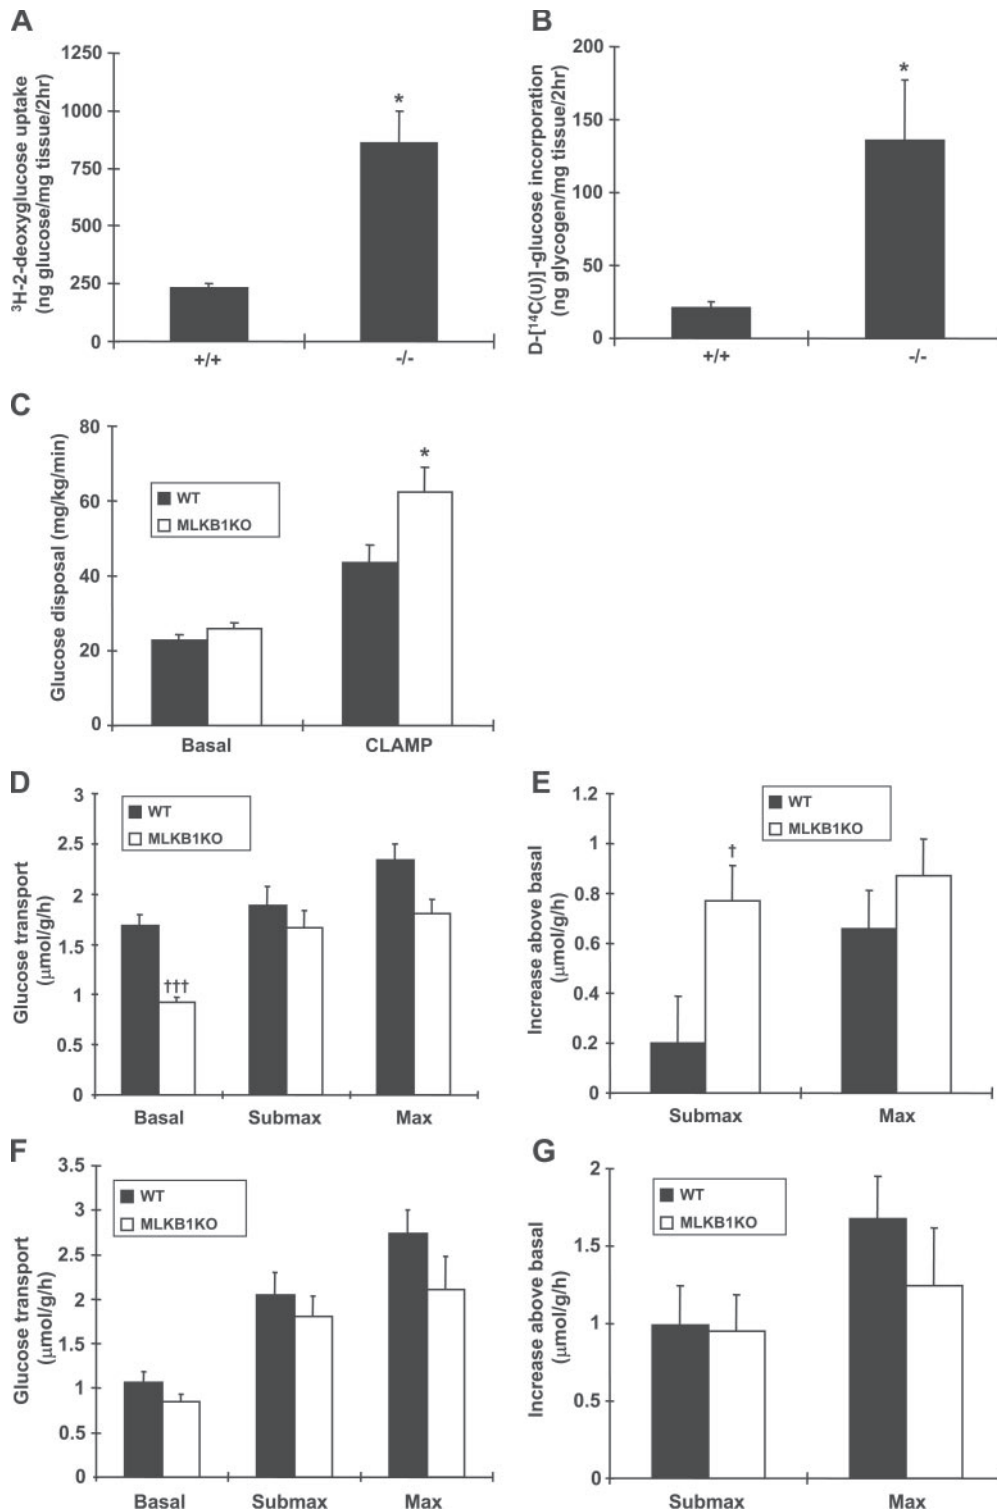 A
³H-2-deoxyglucose uptake
(ng glucose/mg tissue/2hr)
1250
1000
750
500
250
0
*
+/+
-/-
B
D-[¹⁴C(U)]-glucose incorporation
(ng glycogen/mg tissue/2hr)
200
150
100
50
0
*
+/+
-/-
C
Glucose disposal (mg/kg/min)
80
60
40
20
0
WT
MLKB1KO
*
Basal
CLAMP
D
Glucose transport
(μmol/g/h)
3
2.5
2
1.5
1
0.5
0
WT
MLKB1KO
†††
Basal
Submax
Max
E
Increase above basal
(μmol/g/h)
1.2
1
0.8
0.6
0.4
0.2
0
WT
MLKB1KO
†
Submax
Max
F
Glucose transport
(μmol/g/h)
3.5
3
2.5
2
1.5
1
0.5
0
WT
MLKB1KO
Basal
Submax
Max
G
Increase above basal
(μmol/g/h)
2
1.5
1
0.5
0
WT
MLKB1KO
Submax
Max